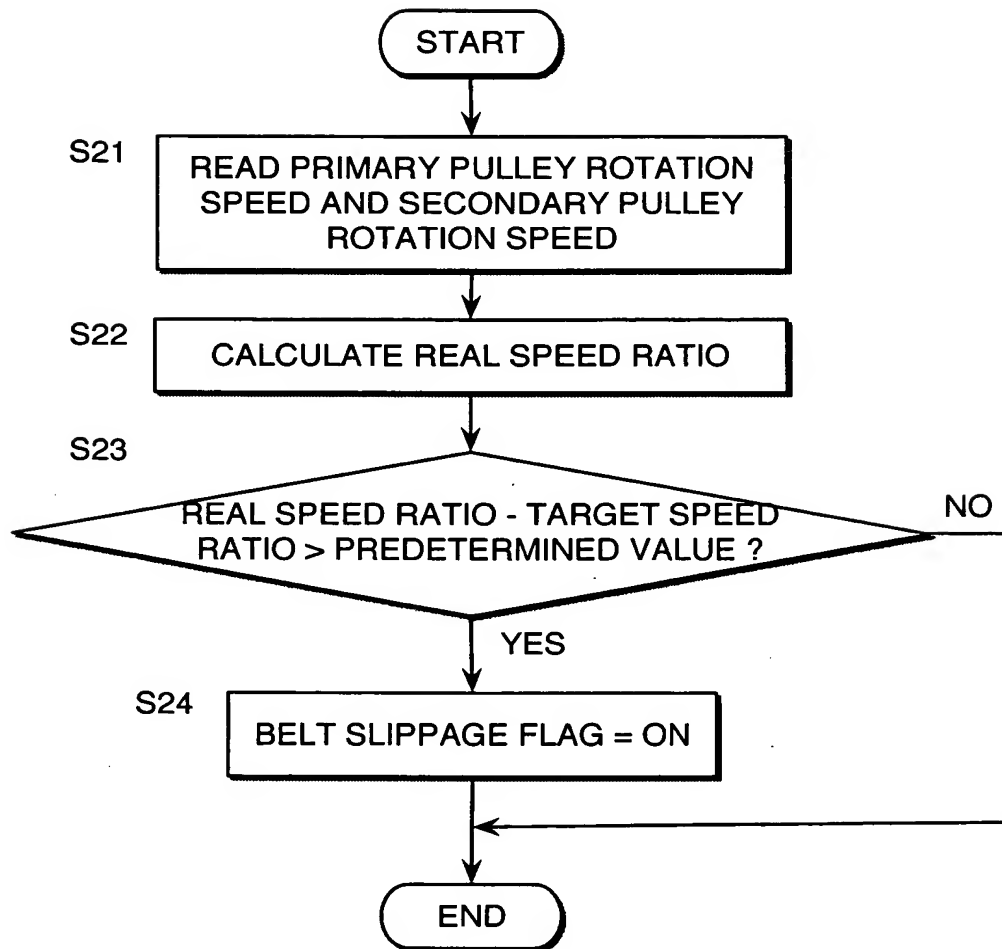 START
S21
READ PRIMARY PULLEY ROTATION
SPEED AND SECONDARY PULLEY
ROTATION SPEED
S22
CALCULATE REAL SPEED RATIO
S23
REAL SPEED RATIO - TARGET SPEED
RATIO > PREDETERMINED VALUE ?
NO
YES
S24
BELT SLIPPAGE FLAG = ON
END